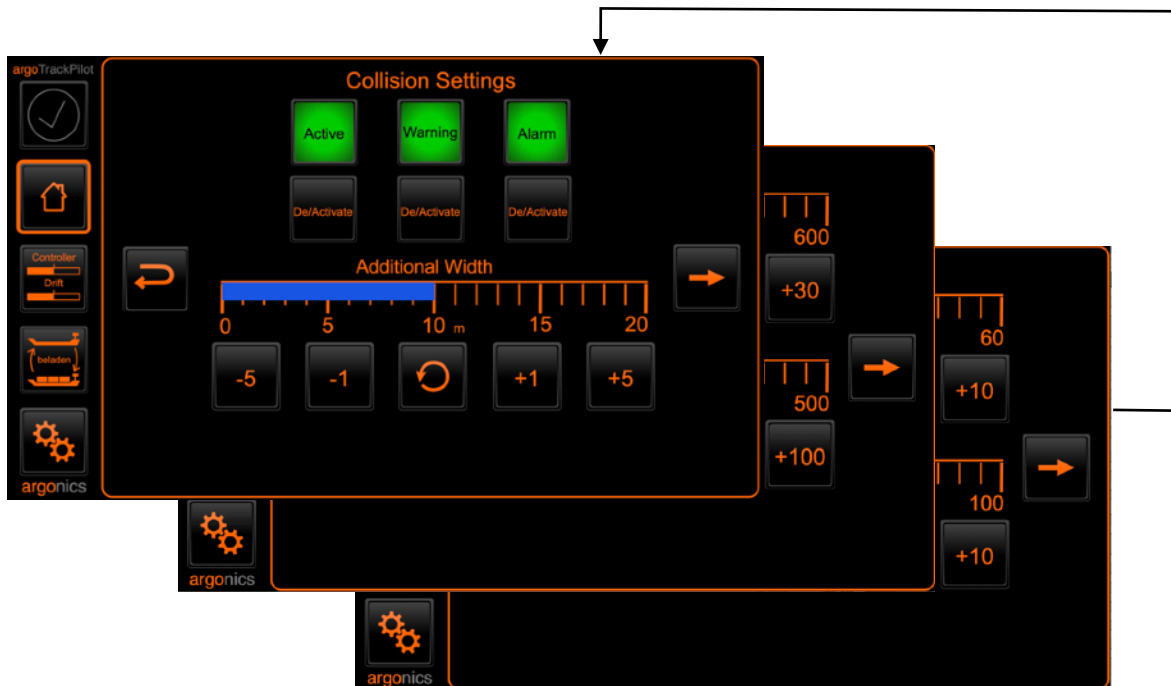 argoTrackPilot
Collision Settings
Active Warning Alarm
De/Activate De/Activate De/Activate
Controller
Drift
Additional Width
0 5 10 m 15 20
beladen
-5 -1 +1 +5
argonics
600
+30
500
+100
argonics
60
+10
100
+10
argonics